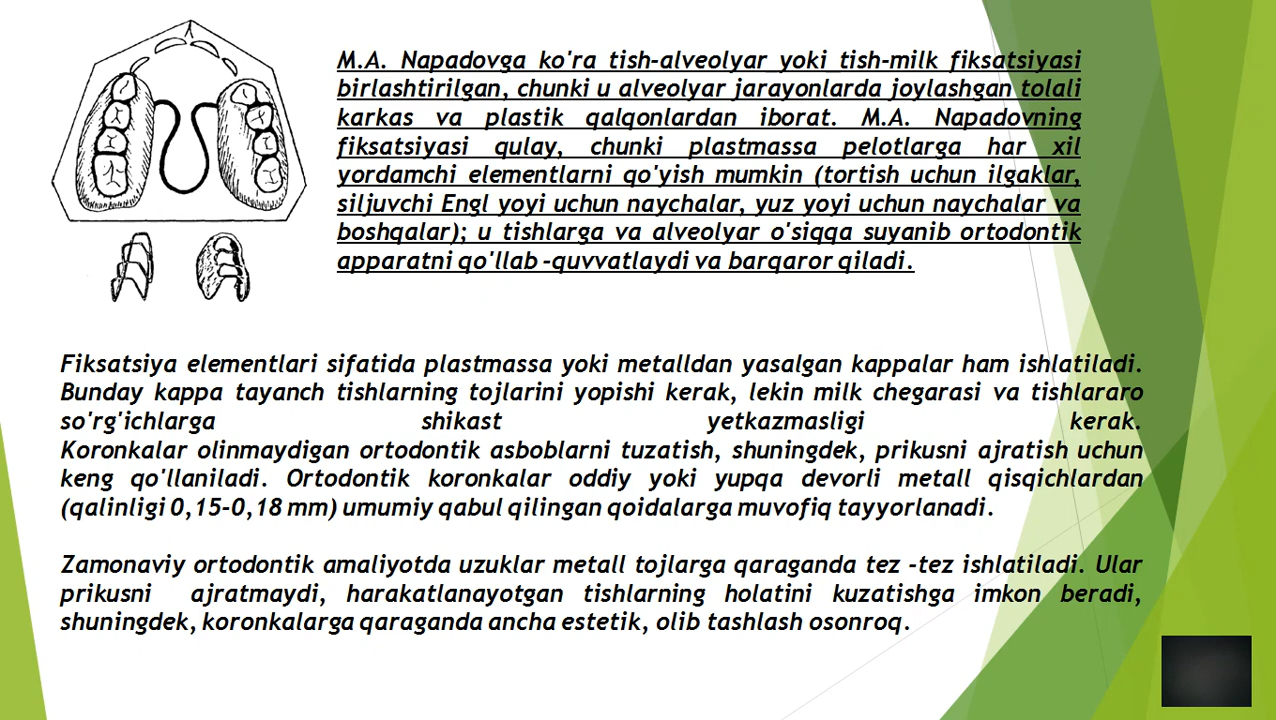 M.A. Napadovga ko'ra tish-alveolyar yoki tish-milk fiksatsiyasi
birlashtirilgan, chunki u alveolyar jarayonlarda joylashgan tolali
karkas va plastik qalqonlardan iborat. M.A. Napadovning
fiksatsiyasi qulay, chunki plastmassa pelotlarga har xil
yordamchi elementlarni qo'yish mumkin (tortish uchun ilgaklar,
siljuvchi Engl yoyi uchun naychalar, yuz yoyi uchun naychalar va
boshqalar); u tishlarga va alveolyar o'siqqa suyanib ortodontik
apparatni qo'llab -quvvatlaydi va barqaror qiladi.
Fiksatsiya elementlari sifatida plastmassa yoki metalldan yasalgan kappalar ham ishlatiladi.
Bunday kappa tayanch tishlarning tojlarini yopishi kerak, lekin milk chegarasi va tishlararo
so'rg'ichlarga shikast yetkazmasligi kerak.
Koronkalar olinmaydigan ortodontik asboblarni tuzatish, shuningdek, prikusni ajratish uchun
keng qo'llaniladi. Ortodontik koronkalar oddiy yoki yupqa devorli metall qisqichlardan
(qalinligi 0,15-0,18 mm) umumiy qabul qilingan qoidalarga muvofiq tayyorlanadi.
Zamonaviy ortodontik amaliyotda uzuklar metall tojlarga qaraganda tez -tez ishlatiladi. Ular
prikusni ajratmaydi, harakatlanayotgan tishlarning holatini kuzatishga imkon beradi,
shuningdek, koronkalarga qaraganda ancha estetik, olib tashlash osonroq.